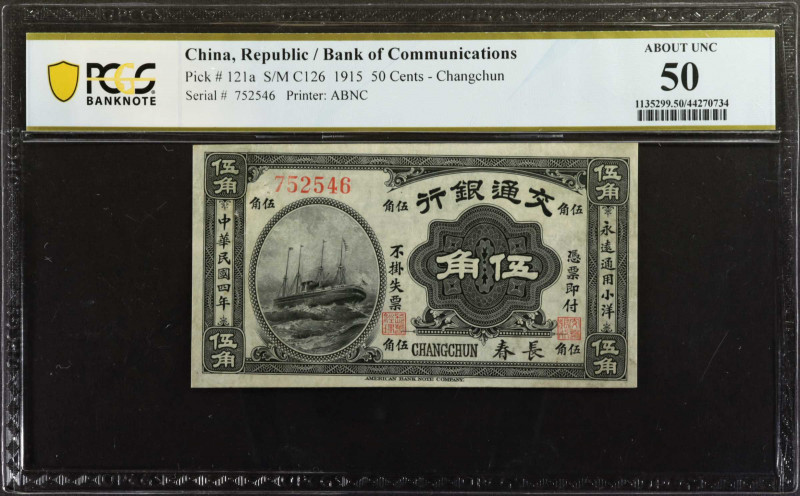 PCGS
BANKNOTE
China, Republic / Bank of Communications
Pick # 121a S/M C126 1915 50 Cents - Changchun
Serial # 752546 Printer: ABNC
ABOUT UNC
50
1135299.50/44270734
伍角
伍角
752546
行銀通交
角伍
角伍
中華民國四年
不掛失票
角伍
憑票即付
永遠通用小洋
角伍
角伍
CHANGCHUN
春長
伍角
伍角
AMERICAN BANK NOTE COMPANY.